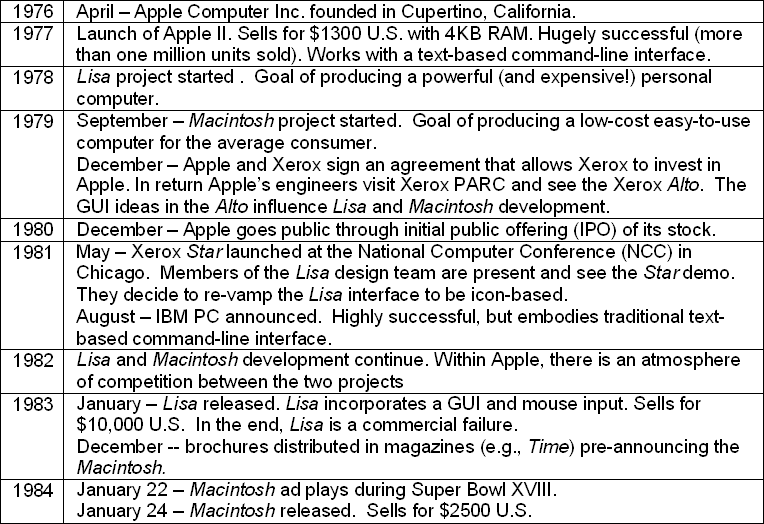 1976 April – Apple Computer Inc. founded in Cupertino, California.
1977 Launch of Apple II. Sells for $1300 U.S. with 4KB RAM. Hugely successful (more
than one million units sold). Works with a text-based command-line interface.
1978 Lisa project started . Goal of producing a powerful (and expensive!) personal
computer.
1979 September – Macintosh project started. Goal of producing a low-cost easy-to-use
computer for the average consumer.
December – Apple and Xerox sign an agreement that allows Xerox to invest in
Apple. In return Apple's engineers visit Xerox PARC and see the Xerox Alto. The
GUI ideas in the Alto influence Lisa and Macintosh development.
1980 December – Apple goes public through initial public offering (IPO) of its stock.
1981 May – Xerox Star launched at the National Computer Conference (NCC) in
Chicago. Members of the Lisa design team are present and see the Star demo.
They decide to re-vamp the Lisa interface to be icon-based.
August – IBM PC announced. Highly successful, but embodies traditional text-
based command-line interface.
1982 Lisa and Macintosh development continue. Within Apple, there is an atmosphere
of competition between the two projects
1983 January – Lisa released. Lisa incorporates a GUI and mouse input. Sells for
$10,000 U.S. In the end, Lisa is a commercial failure.
December -- brochures distributed in magazines (e.g., Time) pre-announcing the
Macintosh.
1984 January 22 – Macintosh ad plays during Super Bowl XVIII.
January 24 – Macintosh released. Sells for $2500 U.S.